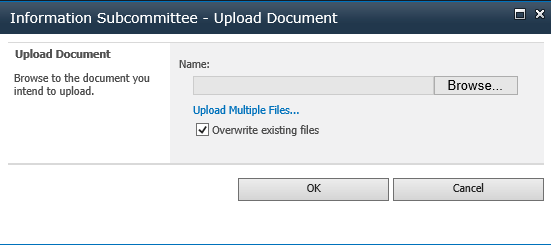 Information Subcommittee - Upload Document
Upload Document
Browse to the document you
intend to upload.
Name:
Browse...
Upload Multiple Files...
Overwrite existing files
OK
Cancel